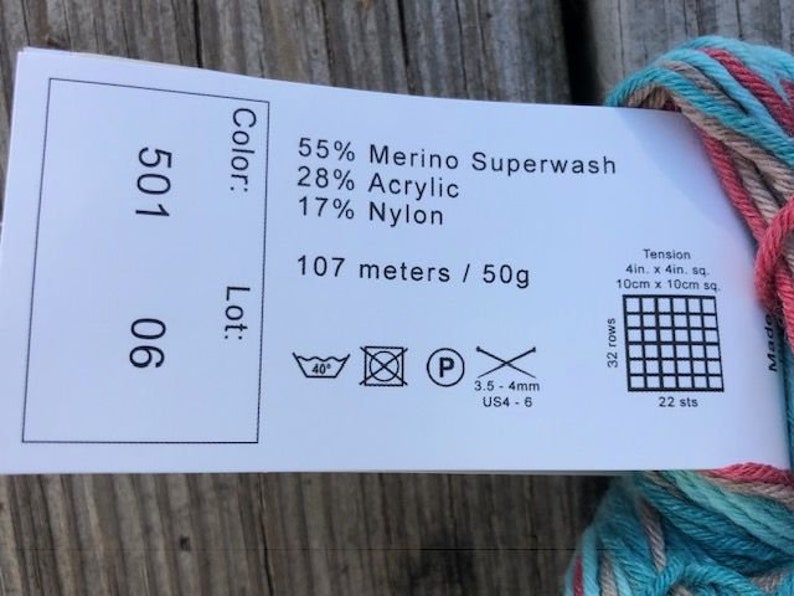 Color:
501
Lot:
06
55% Merino Superwash
28% Acrylic
17% Nylon
107 meters / 50g
40°
P
3.5 - 4mm
US4 - 6
Tension
4in. x 4in. sq.
10cm x 10cm sq.
32 rows
22 sts
Made